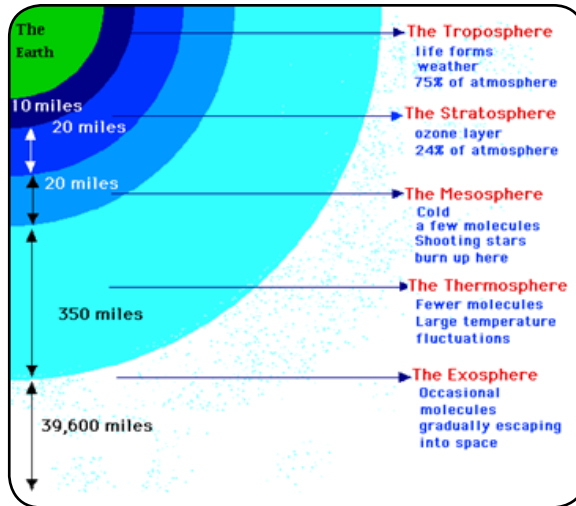 The
Earth
10 miles
20 miles
20 miles
350 miles
39,600 miles
The Troposphere
life forms
weather
75% of atmosphere
The Stratosphere
ozone layer
24% of atmosphere
The Mesosphere
Cold
a few molecules
Shooting stars
burn up here
The Thermosphere
Fewer molecules
Large temperature
fluctuations
The Exosphere
Occasional
molecules
gradually escaping
into space